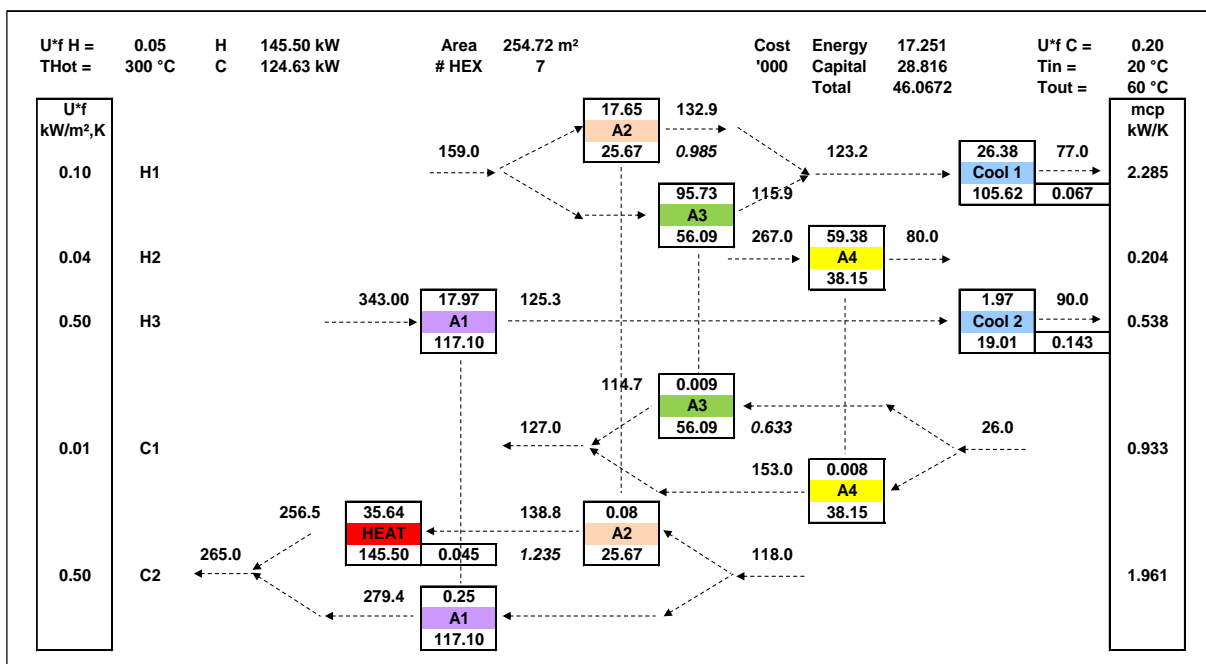 U*f H = 0.05 H 145.50 kW Area 254.72 m² Cost Energy 17.251 U*f C = 0.20
THot = 300 °C C 124.63 kW # HEX 7 '000 Capital 28.816 Tin = 20 °C
Total 46.0672 Tout = 60 °C
U*f 17.65 132.9 mcp
kW/m²,K A2 kW/K
159.0 25.67 0.985 123.2 26.38 77.0
0.10 H1 Cool 1 2.285
95.73 115.9 105.62 0.067
A3
56.09 267.0 59.38 80.0
0.04 H2 A4 0.204
38.15
343.00 17.97 125.3 1.97 90.0
0.50 H3 A1 Cool 2 0.538
117.10 19.01 0.143
114.7 0.009
A3
127.0 56.09 0.633 26.0
0.01 C1 0.933
153.0 0.008
A4
38.15
256.5 35.64 138.8 0.08
HEAT A2
265.0 145.50 0.045 1.235 25.67 118.0
0.50 C2 1.961
279.4 0.25
A1
117.10